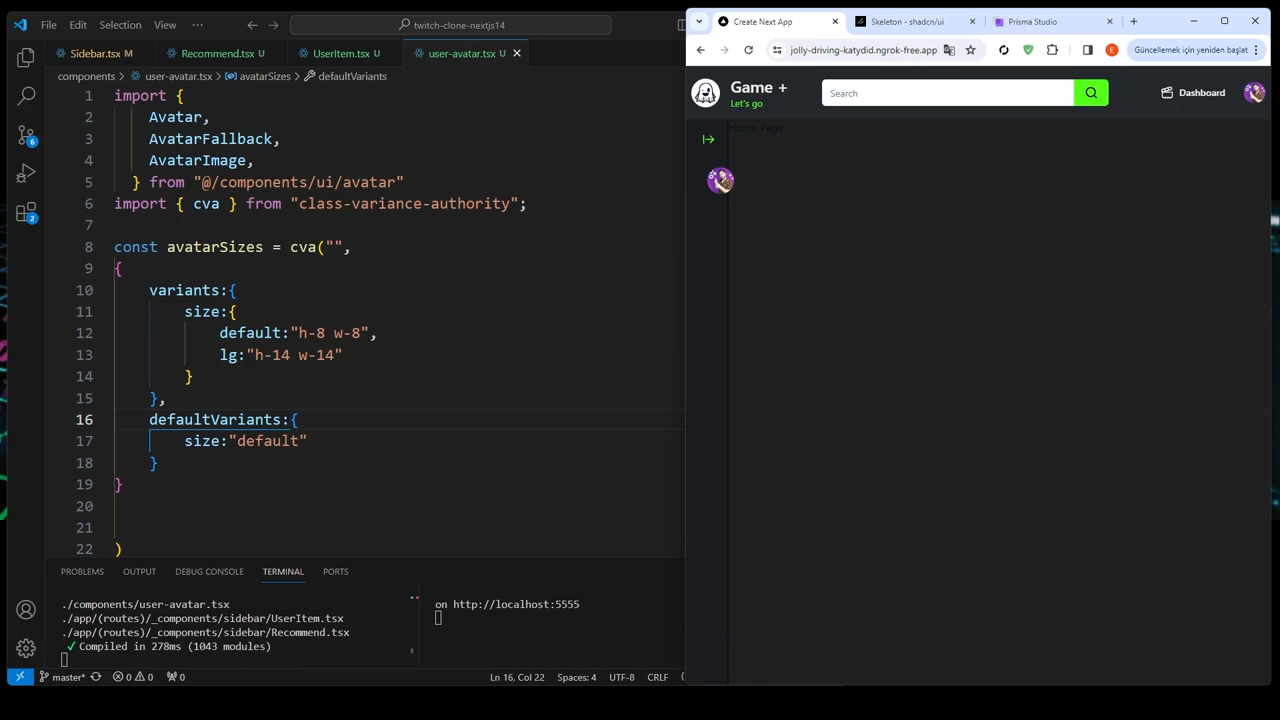 File Edit Selection View ··· twitch-clone-nextjs14
Sidebar.tsx M Recommend.tsx U UserItem.tsx U user-avatar.tsx U
components > user-avatar.tsx > avatarSizes > defaultVariants
1 import {
2 Avatar,
3 AvatarFallback,
4 AvatarImage,
5 } from "@/components/ui/avatar"
6 import { cva } from "class-variance-authority";
7
8 const avatarSizes = cva("",
9 {
10 variants:{
11 size:{
12 default:"h-8 w-8",
13 lg:"h-14 w-14"
14 }
15 },
16 defaultVariants:{
17 size:"default"
18 }
19 }
20
21
22 )
6
2
PROBLEMS OUTPUT DEBUG CONSOLE TERMINAL PORTS
./components/user-avatar.tsx
./app/(routes)/_components/sidebar/UserItem.tsx
./app/(routes)/_components/sidebar/Recommend.tsx
✓ Compiled in 278ms (1043 modules)
on http://localhost:5555
master* 0 0 0 Ln 16, Col 22 Spaces: 4 UTF-8 CRLF {
Create Next App Skeleton - shadcn/ui Prisma Studio
jolly-driving-katydid.ngrok-free.app E Güncellemek için yeniden başlat
Game +
Let's go
Search
Dashboard
Home Page